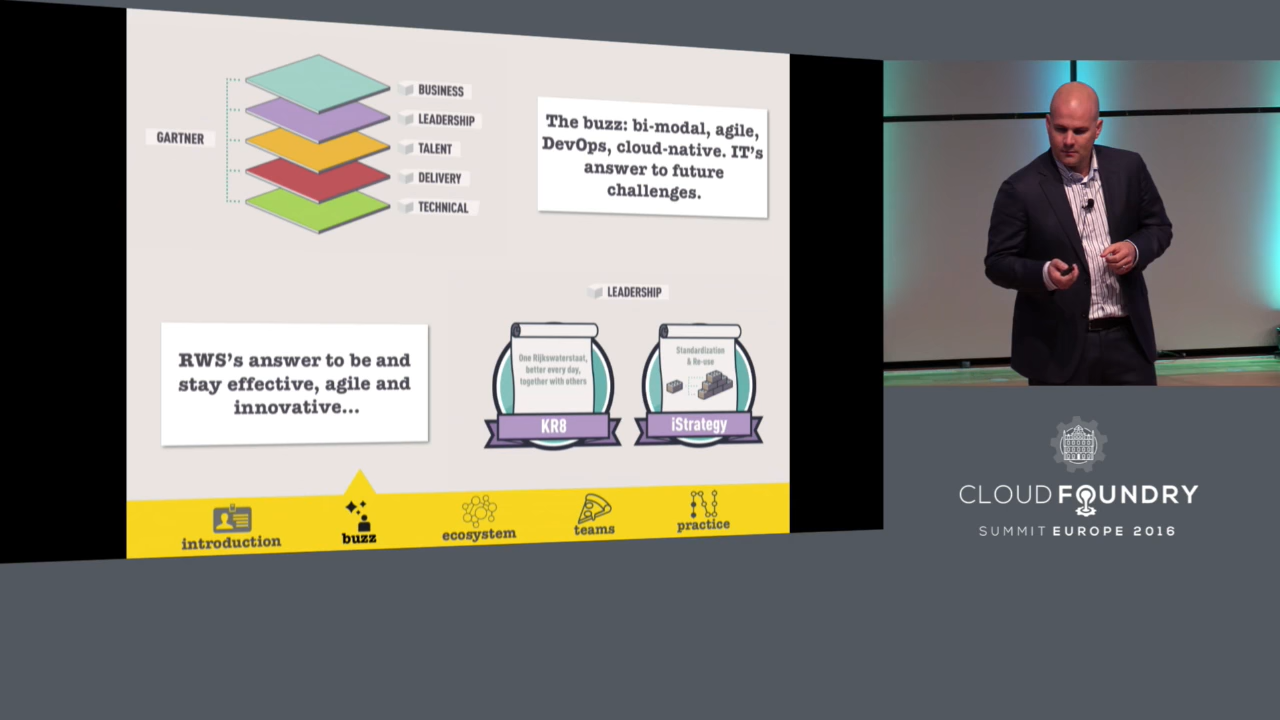 GARTNER
BUSINESS
LEADERSHIP
TALENT
DELIVERY
TECHNICAL
The buzz: bi-modal, agile,
DevOps, cloud-native. IT's
answer to future
challenges.
RWS's answer to be and
stay effective, agile and
innovative...
LEADERSHIP
One Rijkswaterstaat,
better every day,
together with others
KR8
Standardization
& Re-use
iStrategy
introduction
buzz
ecosystem
teams
practice
CLOUD FOUNDRY
SUMMIT EUROPE 2016